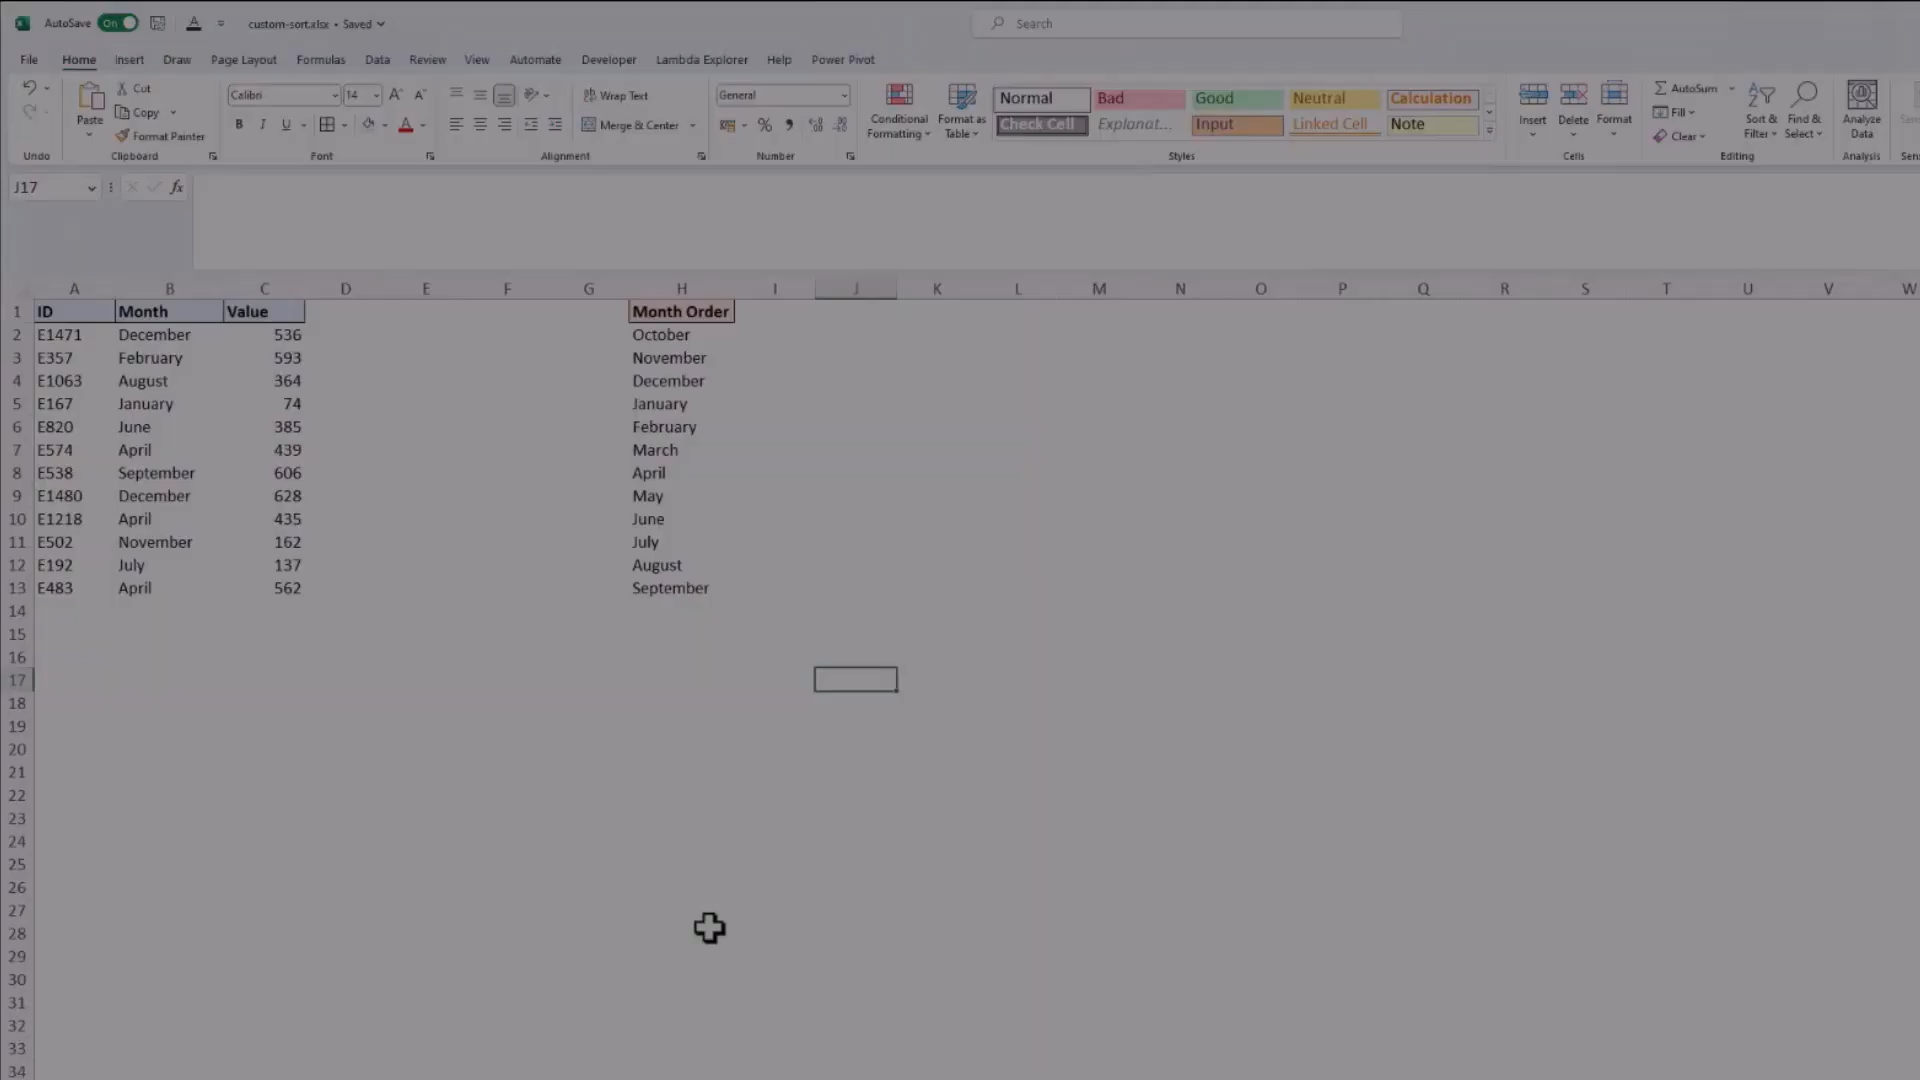 AutoSave On custom-sort.xlsx • Saved Search
File Home Insert Draw Page Layout Formulas Data Review View Automate Developer Lambda Explorer Help Power Pivot
Paste Cut Copy Format Painter
Calibri 14 B I U
Wrap Text Merge & Center
General % 9
Conditional Formatting Format as Table
Normal Bad Good Neutral Calculation
Check Cell Explanat... Input Linked Cell Note
Insert Delete Format
AutoSum Fill Clear
Sort & Filter Find & Select
Analyze Data
Undo Clipboard Font Alignment Number Styles Cells Editing Analysis
J17 fx
A B C D E F G H I J K L M N O P Q R S T U V W
1 ID Month Value Month Order
2 E1471 December 536 October
3 E357 February 593 November
4 E1063 August 364 December
5 E167 January 74 January
6 E820 June 385 February
7 E574 April 439 March
8 E538 September 606 April
9 E1480 December 628 May
10 E1218 April 435 June
11 E502 November 162 July
12 E192 July 137 August
13 E483 April 562 September
14
15
16
17
18
19
20
21
22
23
24
25
26
27
28
29
30
31
32
33
34